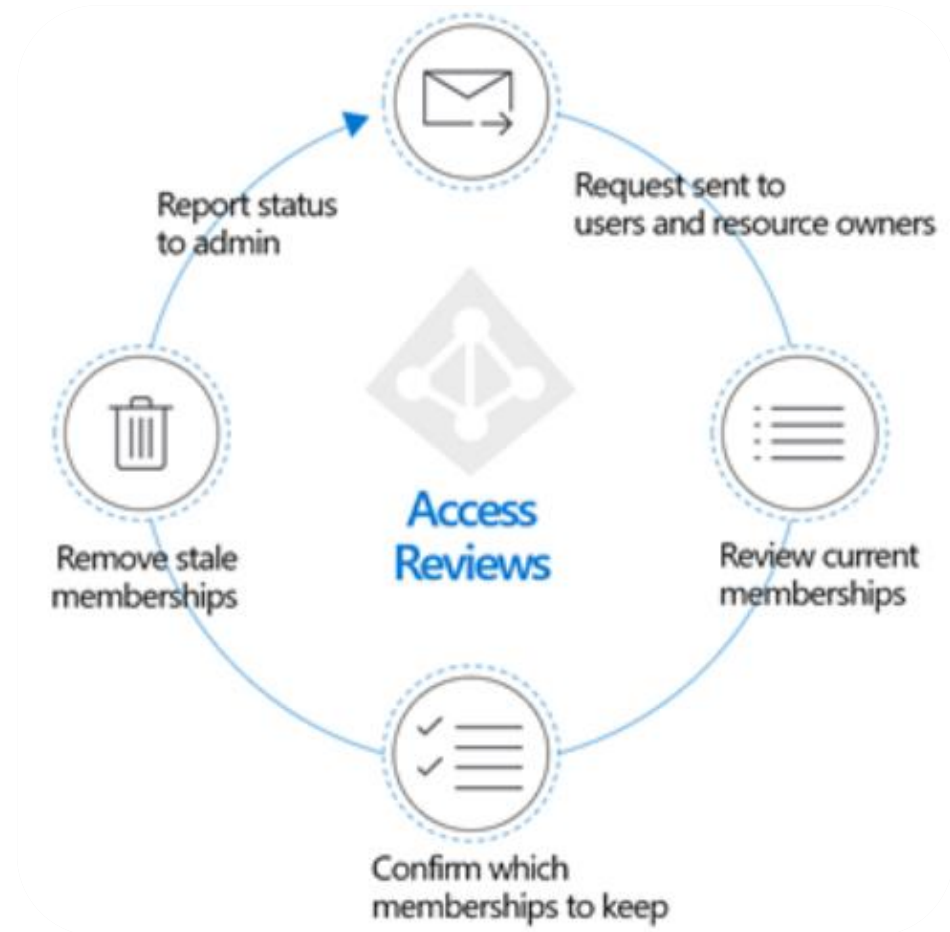 Request sent to
users and resource owners
Report status
to admin
Access
Reviews
Review current
memberships
Remove stale
memberships
Confirm which
memberships to keep